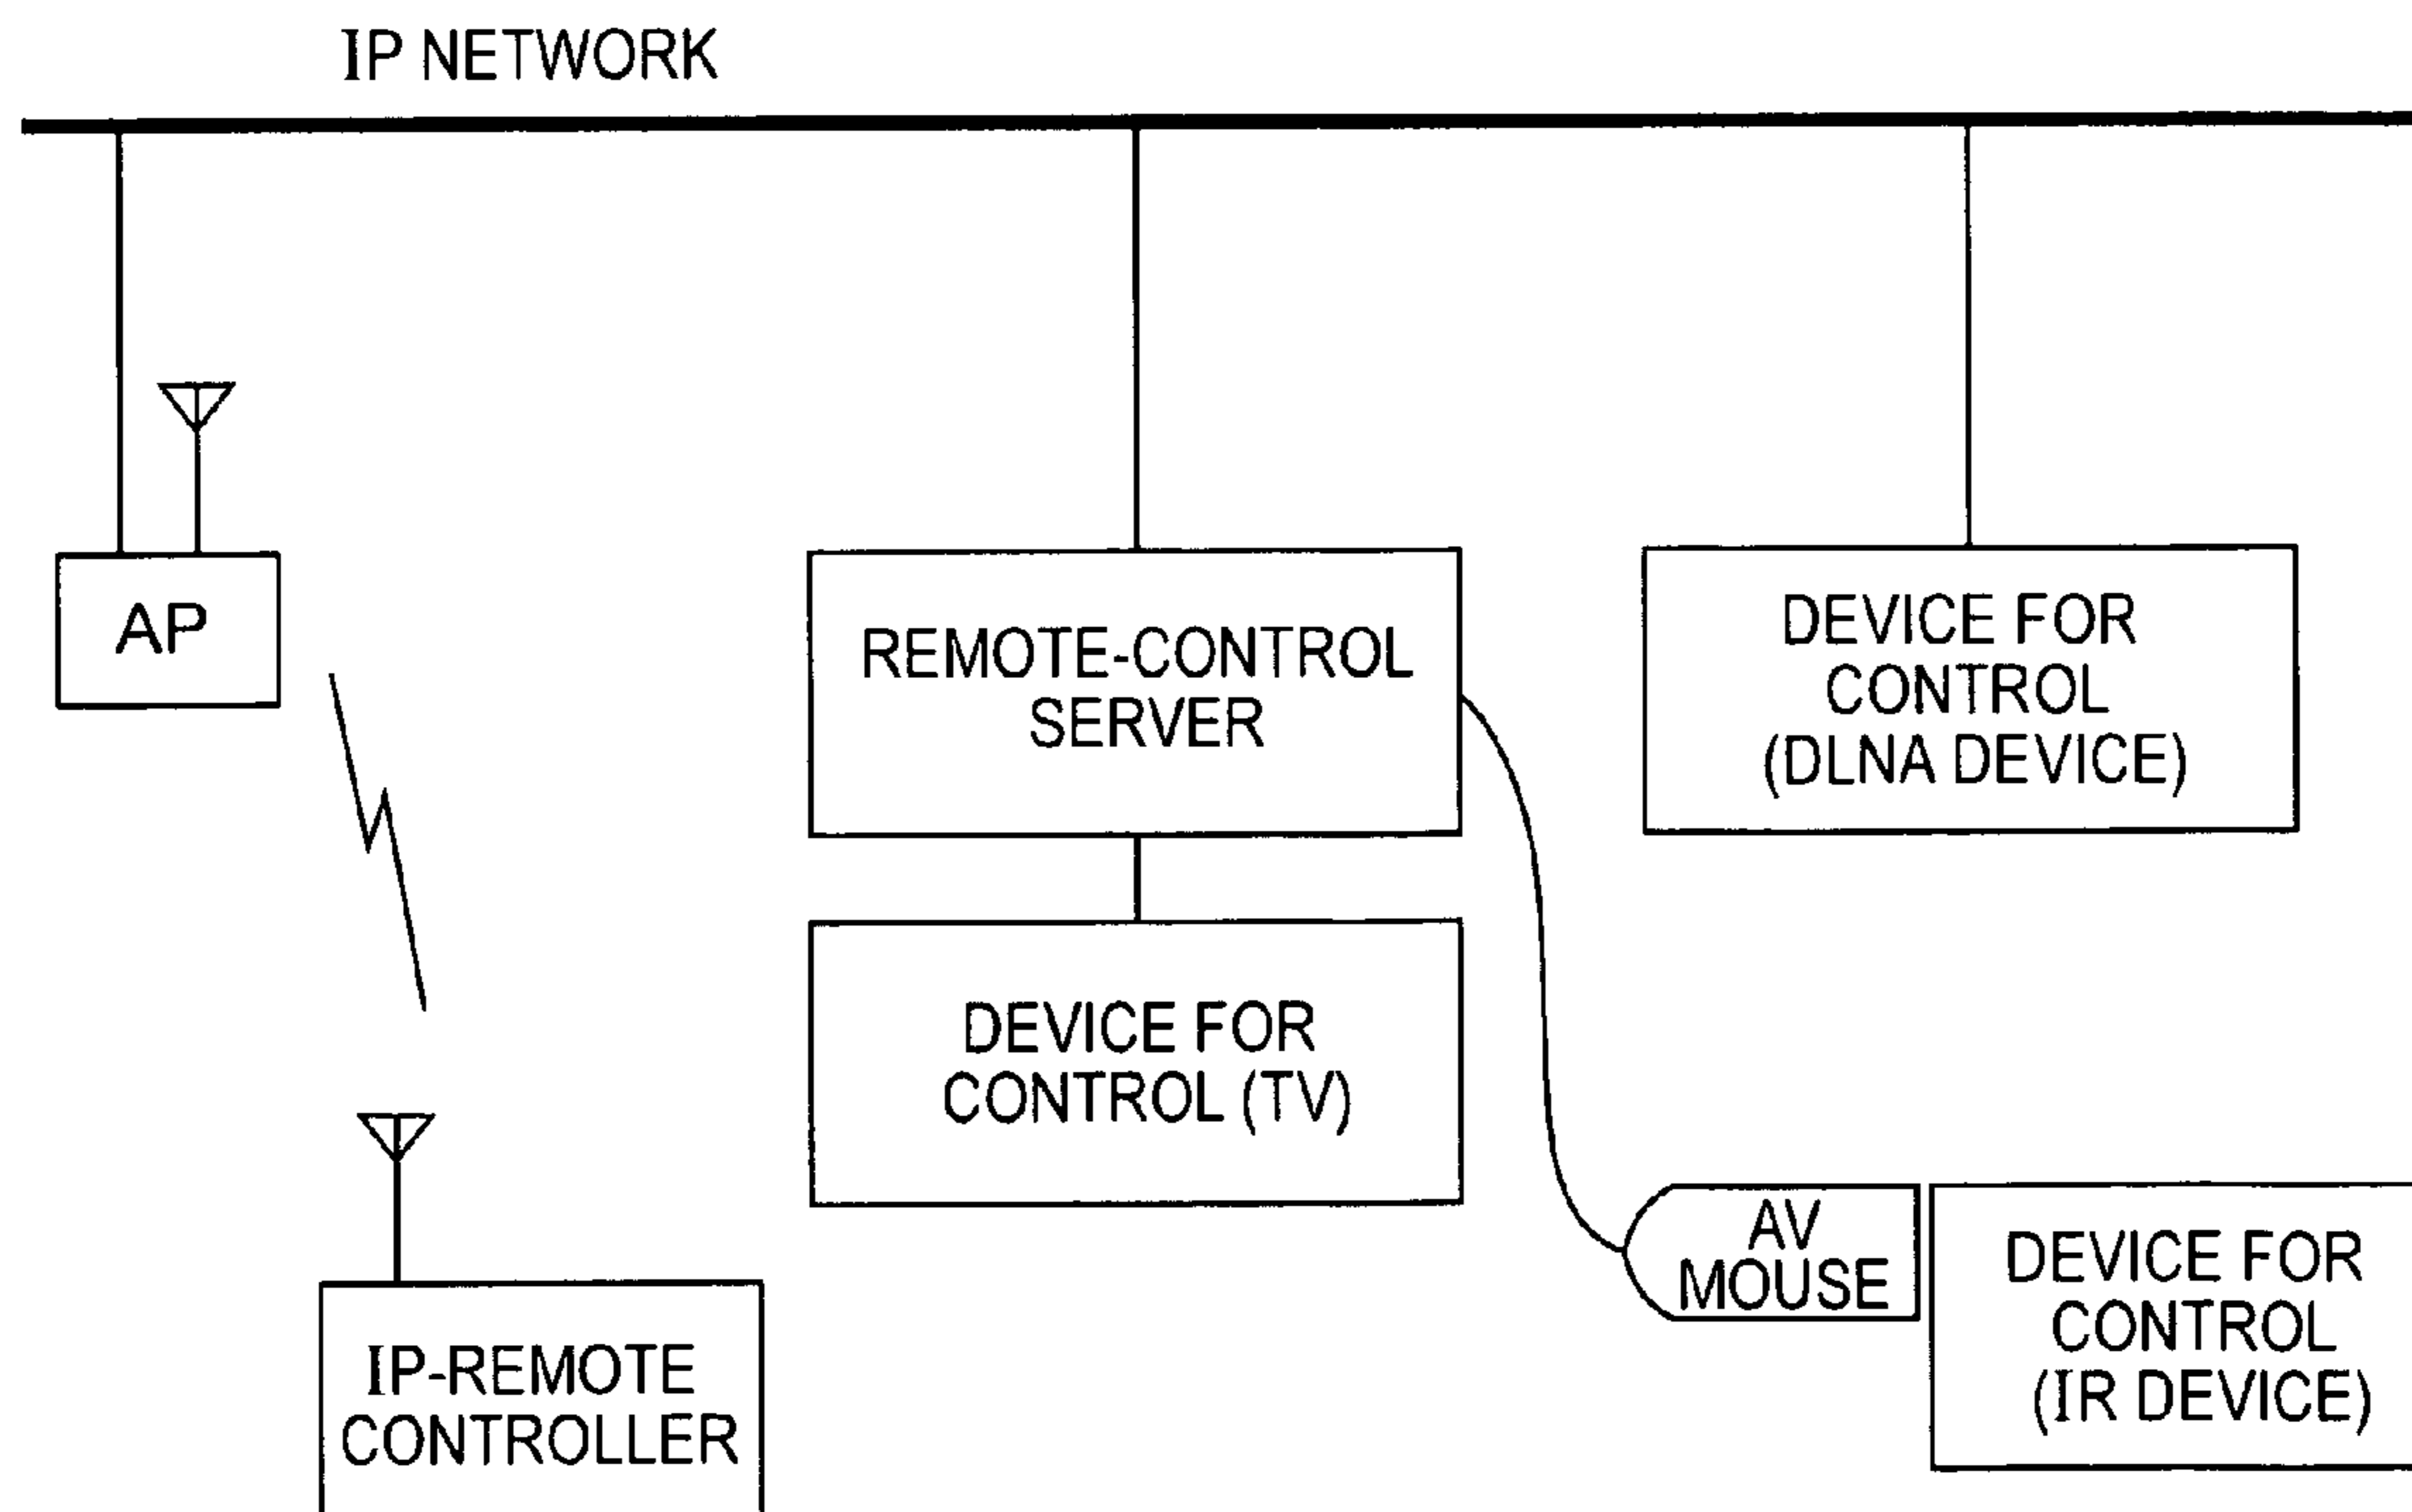 IP NETWORK
AP
REMOTE-CONTROL
SERVER
DEVICE FOR
CONTROL
(DLNA DEVICE)
DEVICE FOR
CONTROL (TV)
AV
MOUSE
DEVICE FOR
CONTROL
(IR DEVICE)
IP-REMOTE
CONTROLLER